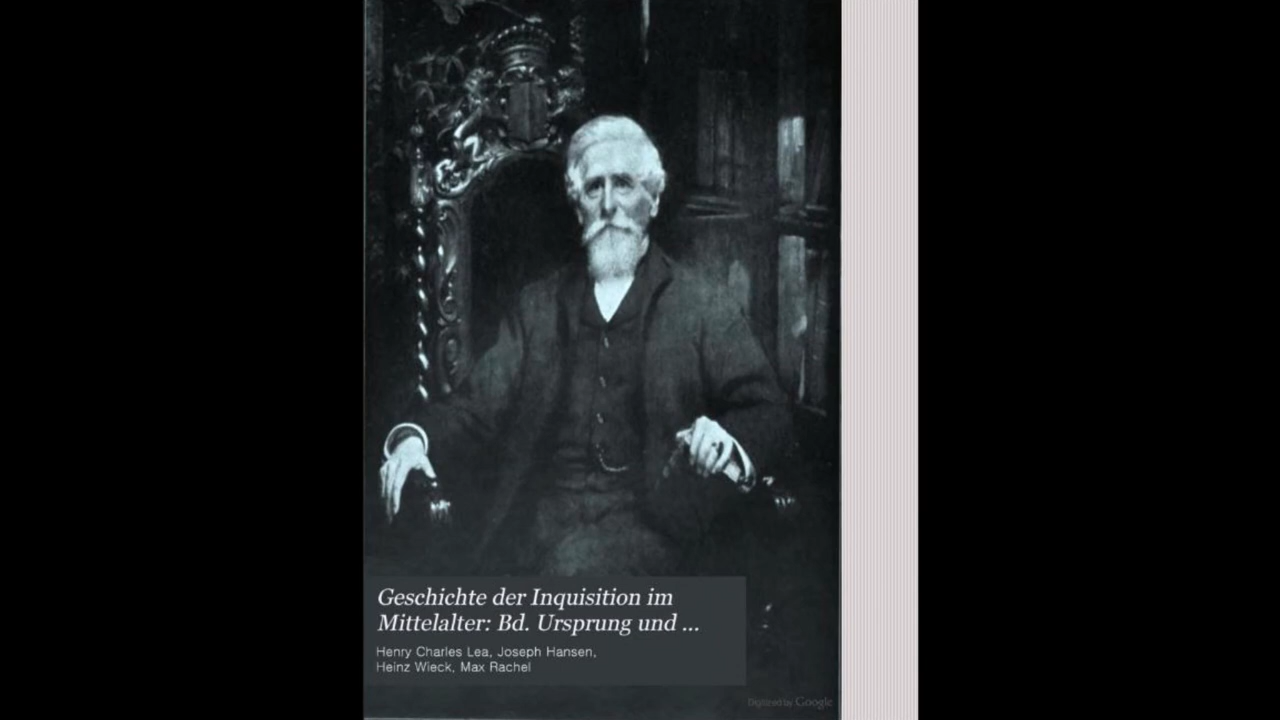 Geschichte der Inquisition im
Mittelalter: Bd. Ursprung und ...
Henry Charles Lea, Joseph Hansen,
Heinz Wieck, Max Rachel
Digitized by Google